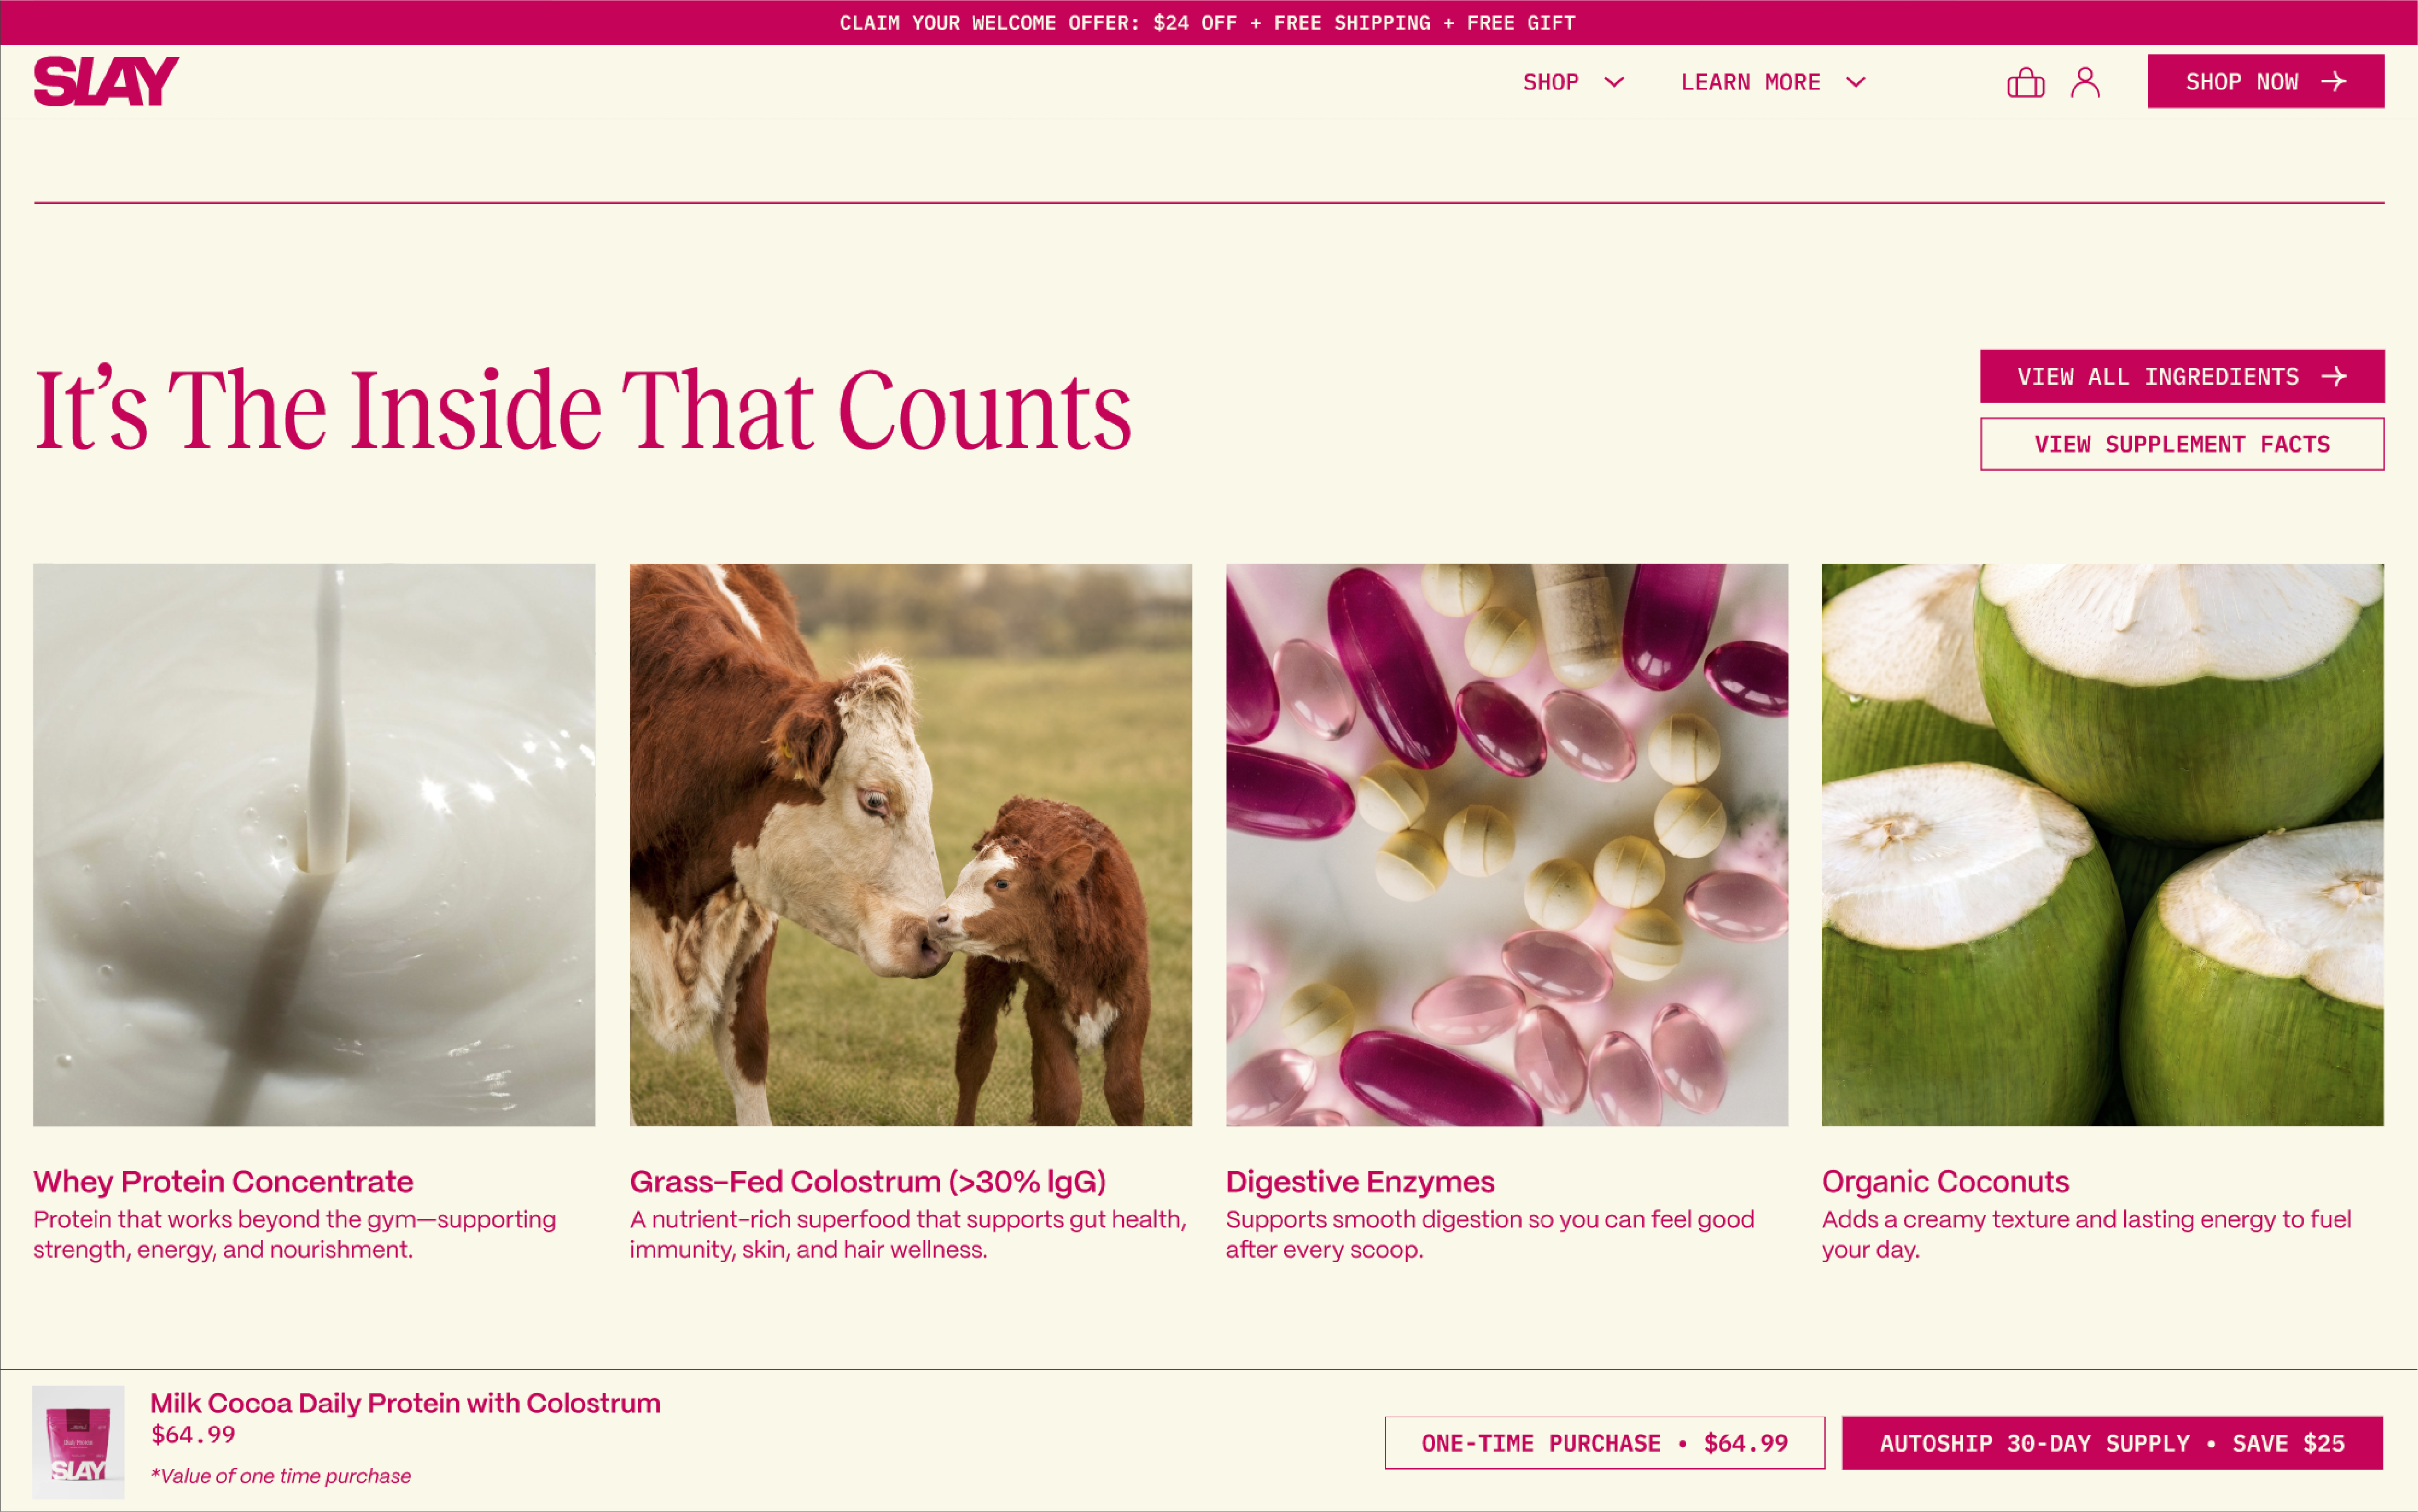 CLAIM YOUR WELCOME OFFER: $24 OFF + FREE SHIPPING + FREE GIFT
SLAY
SHOP
LEARN MORE
SHOP NOW
It’s The Inside That Counts
VIEW ALL INGREDIENTS
VIEW SUPPLEMENT FACTS
Whey Protein Concentrate
Protein that works beyond the gym—supporting
strength, energy, and nourishment.
Grass-Fed Colostrum (>30% IgG)
A nutrient-rich superfood that supports gut health,
immunity, skin, and hair wellness.
Digestive Enzymes
Supports smooth digestion so you can feel good
after every scoop.
Organic Coconuts
Adds a creamy texture and lasting energy to fuel
your day.
SLAY
Milk Cocoa Daily Protein with Colostrum
$64.99
*Value of one time purchase
ONE-TIME PURCHASE • $64.99
AUTOSHIP 30-DAY SUPPLY • SAVE $25